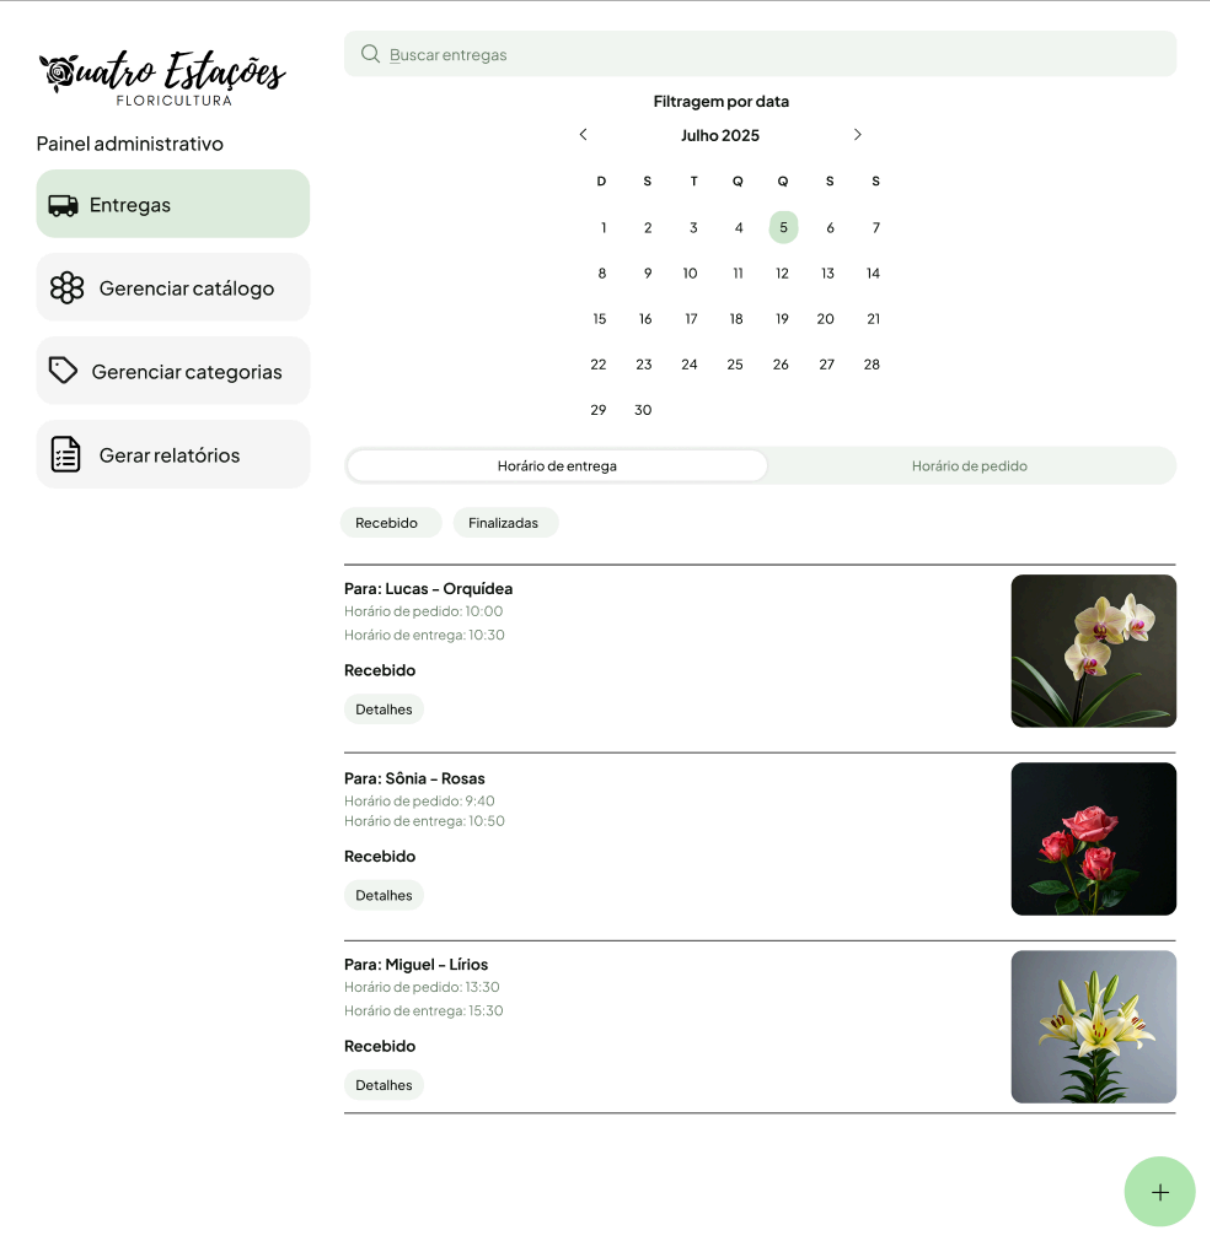 Quatro Estações
FLORICULTURA
Painel administrativo
Entregas
Gerenciar catálogo
Gerenciar categorias
Gerar relatórios
Buscar entregas
Filtragem por data
Julho 2025
D S T Q Q S S
1 2 3 4 5 6 7
8 9 10 11 12 13 14
15 16 17 18 19 20 21
22 23 24 25 26 27 28
29 30
Horário de entrega Horário de pedido
Recebido Finalizadas
Para: Lucas - Orquídea
Horário de pedido: 10:00
Horário de entrega: 10:30
Recebido
Detalhes
Para: Sônia - Rosas
Horário de pedido: 9:40
Horário de entrega: 10:50
Recebido
Detalhes
Para: Miguel - Lírios
Horário de pedido: 13:30
Horário de entrega: 15:30
Recebido
Detalhes
+